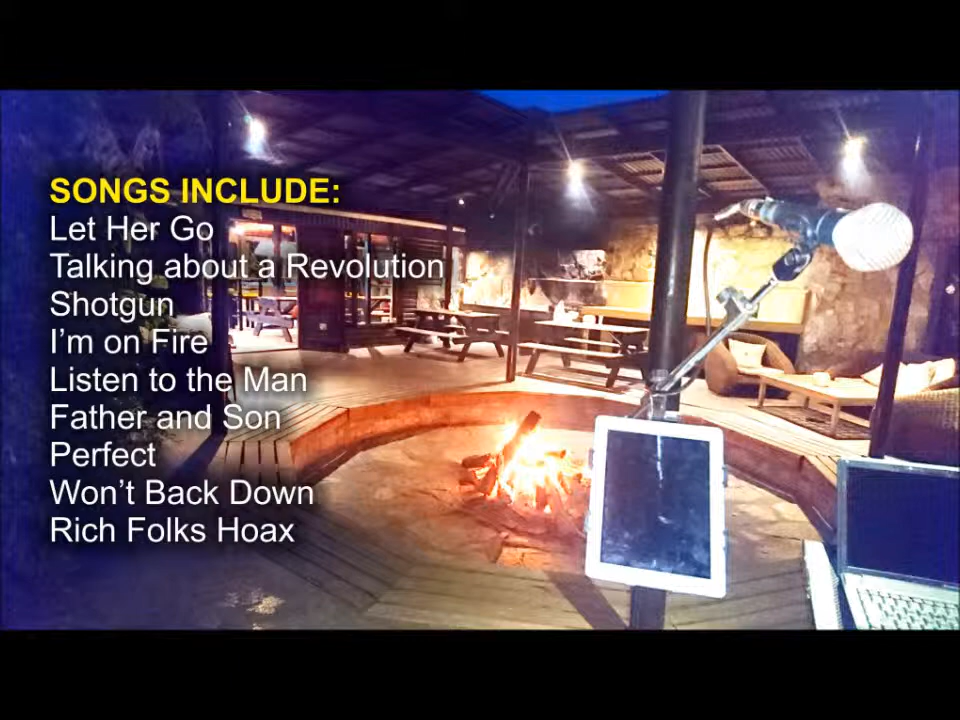 SONGS INCLUDE:
Let Her Go
Talking about a Revolution
Shotgun
I'm on Fire
Listen to the Man
Father and Son
Perfect
Won't Back Down
Rich Folks Hoax